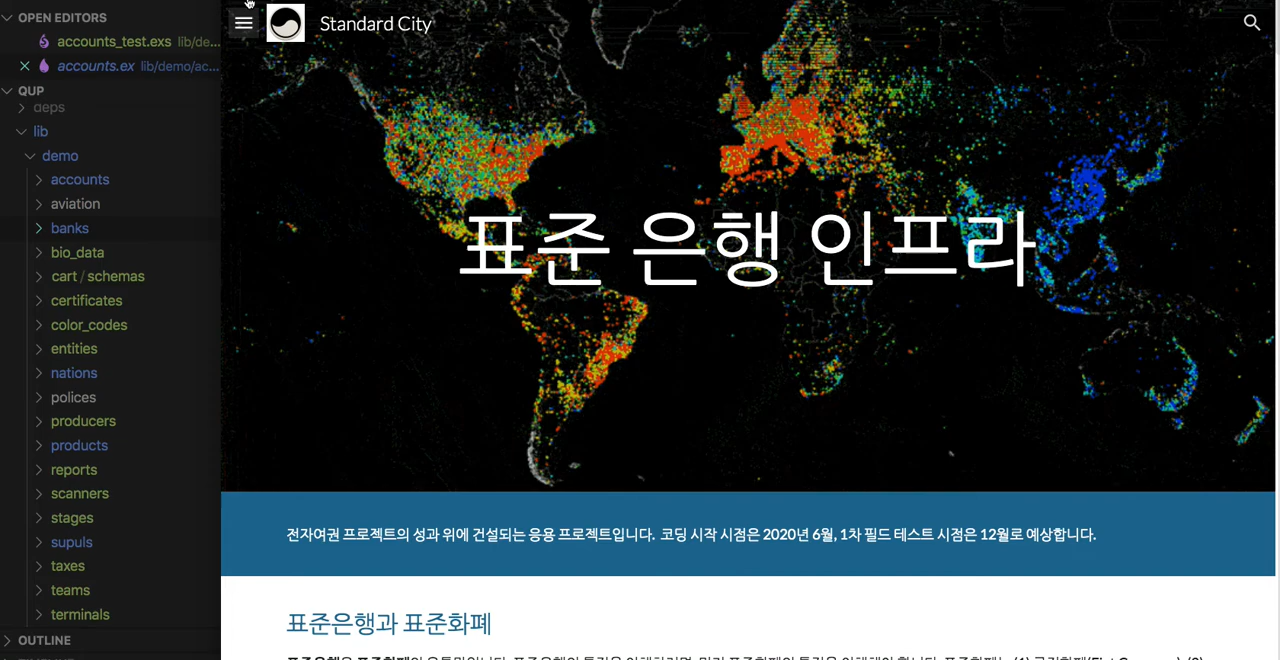 OPEN EDITORS
accounts_test.exs lib/de...
accounts.ex lib/demo/ac...
QUP
deps
lib
demo
accounts
aviation
banks
bio_data
cart / schemas
certificates
color_codes
entities
nations
polices
producers
products
reports
scanners
stages
supuls
taxes
teams
terminals
OUTLINE
Standard City
표준 은행 인프라
전자여권 프로젝트의 성과 위에 건설되는 응용 프로젝트입니다. 코딩 시작 시점은 2020년 6월, 1차 필드 테스트 시점은 12월로 예상합니다.
표준은행과 표준화폐